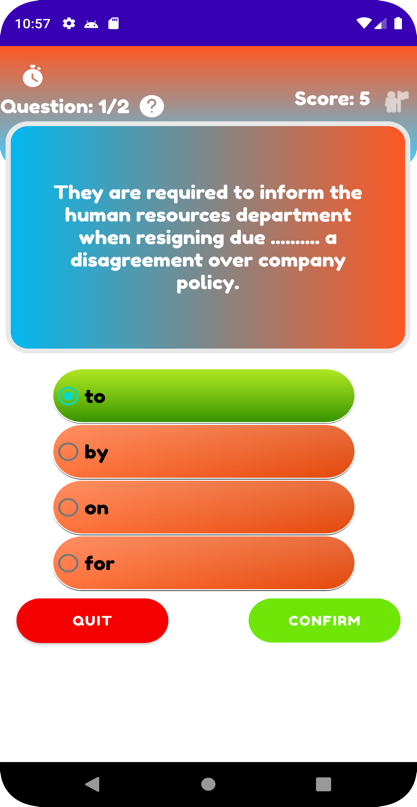 10:57
Question: 1/2 ?
Score: 5
They are required to inform the
human resources department
when resigning due .......... a
disagreement over company
policy.
to
by
on
for
QUIT
CONFIRM